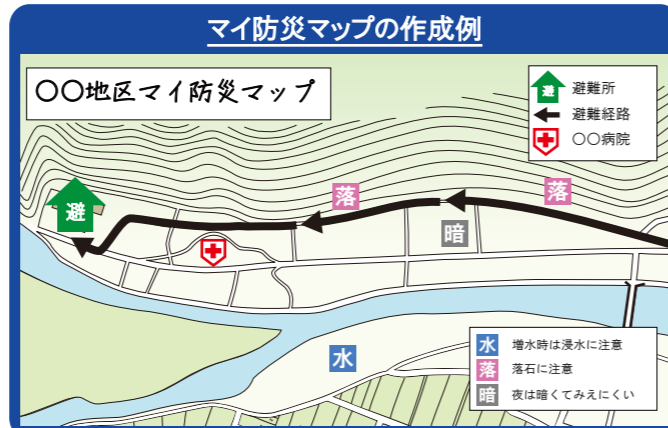 マイ防災マップの作成例
〇〇地区マイ防災マップ
避 避難所
避難経路
〇〇病院
落
落
避
暗
水
水 増水時は浸水に注意
落 落石に注意
暗 夜は暗くてみえにくい